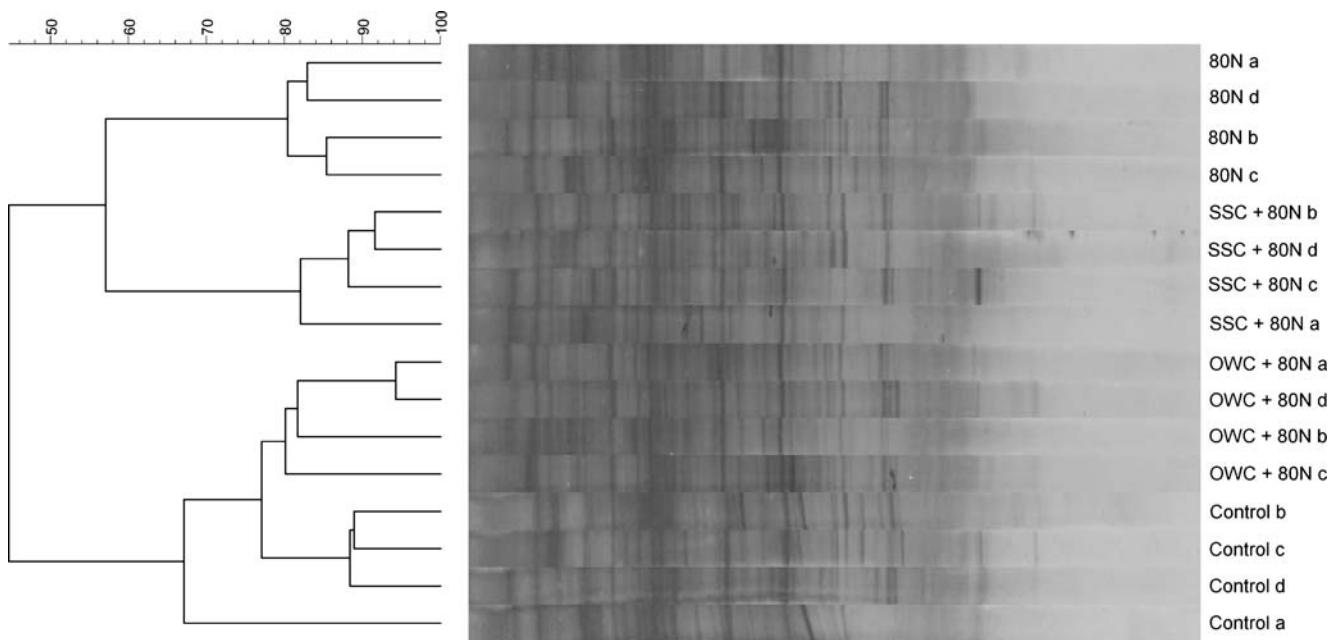 50 60 70 80 90 100
80N a
80N d
80N b
80N c
SSC + 80N b
SSC + 80N d
SSC + 80N c
SSC + 80N a
OWC + 80N a
OWC + 80N d
OWC + 80N b
OWC + 80N c
Control b
Control c
Control d
Control a